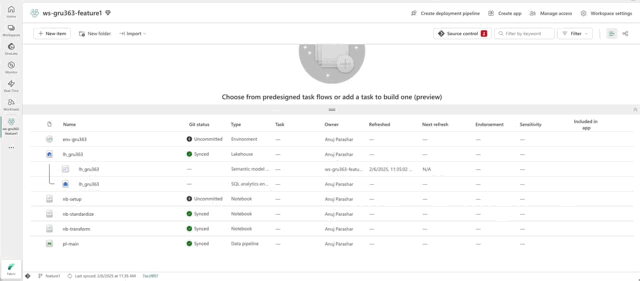 ws-gru363-feature1
Create deployment pipeline
Create app
Manage access
Workspace settings
New item
New folder
Import
Source control
2
Filter by keyword
Filter
Home
Workspaces
OneLake
Monitor
Real-Time
Workloads
ws-gru363-feature1
Choose from predesigned task flows or add a task to build one (preview)
Name Git status Type Task Owner Refreshed Next refresh Endorsement Sensitivity Included in app
env-gru363 Uncommitted Environment — Anuj Parashar — — — —
lh_gru363 Synced Lakehouse — Anuj Parashar — — — —
lh_gru363 — Semantic model ... — ws-gru363-featu... 2/6/2025, 11:35:02 ... N/A — —
lh_gru363 — SQL analytics en... — Anuj Parashar — — — —
nb-setup Uncommitted Notebook — Anuj Parashar — — — —
nb-standardize Synced Notebook — Anuj Parashar — — — —
nb-transform Synced Notebook — Anuj Parashar — — — —
pl-main Synced Data pipeline — Anuj Parashar — — — —
Fabric
feature1
Last synced: 2/6/2025 at 11:35 AM